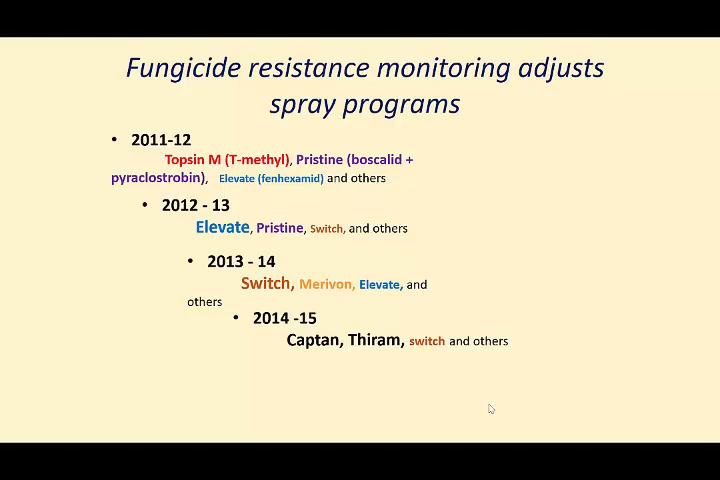 Fungicide resistance monitoring adjusts
spray programs
• 2011-12
Topsin M (T-methyl), Pristine (boscalid +
pyraclostrobin), Elevate (fenhexamid) and others
• 2012 - 13
Elevate, Pristine, Switch, and others
• 2013 - 14
Switch, Merivon, Elevate, and
others
• 2014 -15
Captan, Thiram, switch and others